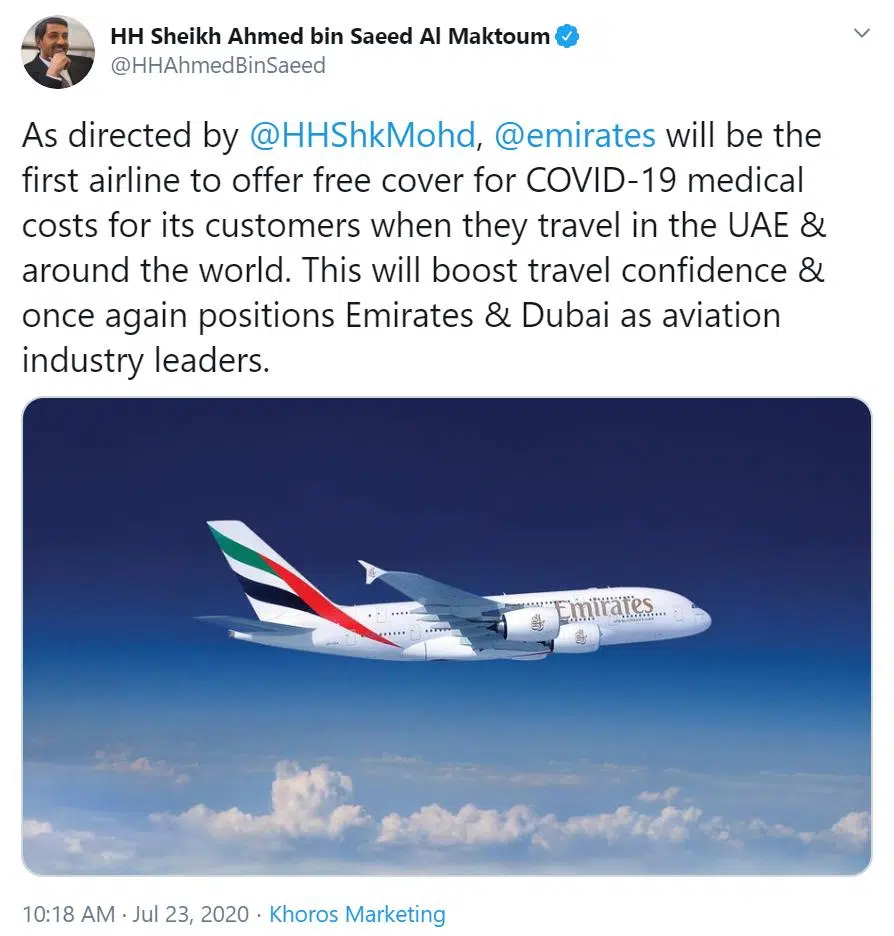 HH Sheikh Ahmed bin Saeed Al Maktoum
@HHAhmedBinSaeed
As directed by @HHShkMohd, @emirates will be the
first airline to offer free cover for COVID-19 medical
costs for its customers when they travel in the UAE &
around the world. This will boost travel confidence &
once again positions Emirates & Dubai as aviation
industry leaders.
Emirates
10:18 AM · Jul 23, 2020 · Khoros Marketing